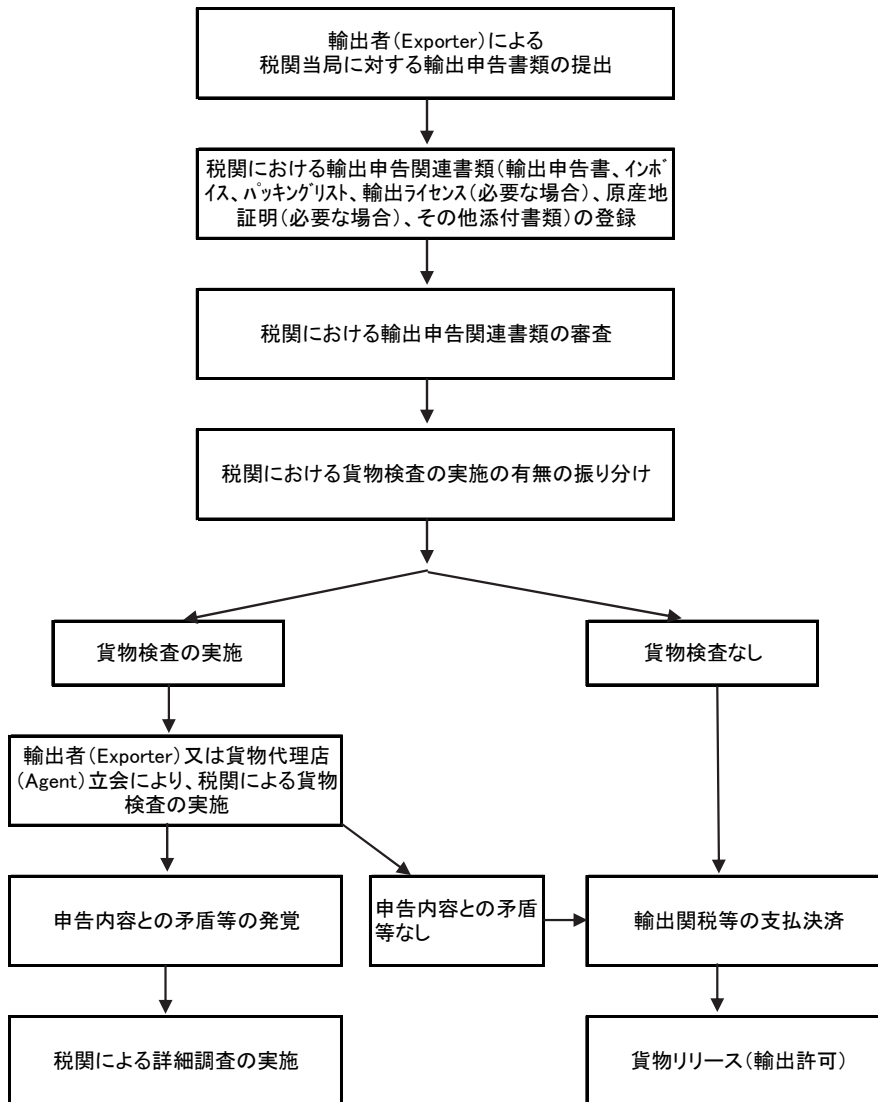 輸出者(Exporter)による
税関当局に対する輸出申告書類の提出
税関における輸出申告関連書類(輸出申告書、インボ
イス、パッキングリスト、輸出ライセンス(必要な場合)、原産地
証明(必要な場合)、その他添付書類)の登録
税関における輸出申告関連書類の審査
税関における貨物検査の実施の有無の振り分け
貨物検査の実施
貨物検査なし
輸出者(Exporter)又は貨物代理店
(Agent)立会により、税関による貨物
検査の実施
申告内容との矛盾等の発覚
申告内容との矛盾
等なし
輸出関税等の支払決済
税関による詳細調査の実施
貨物リリース(輸出許可)